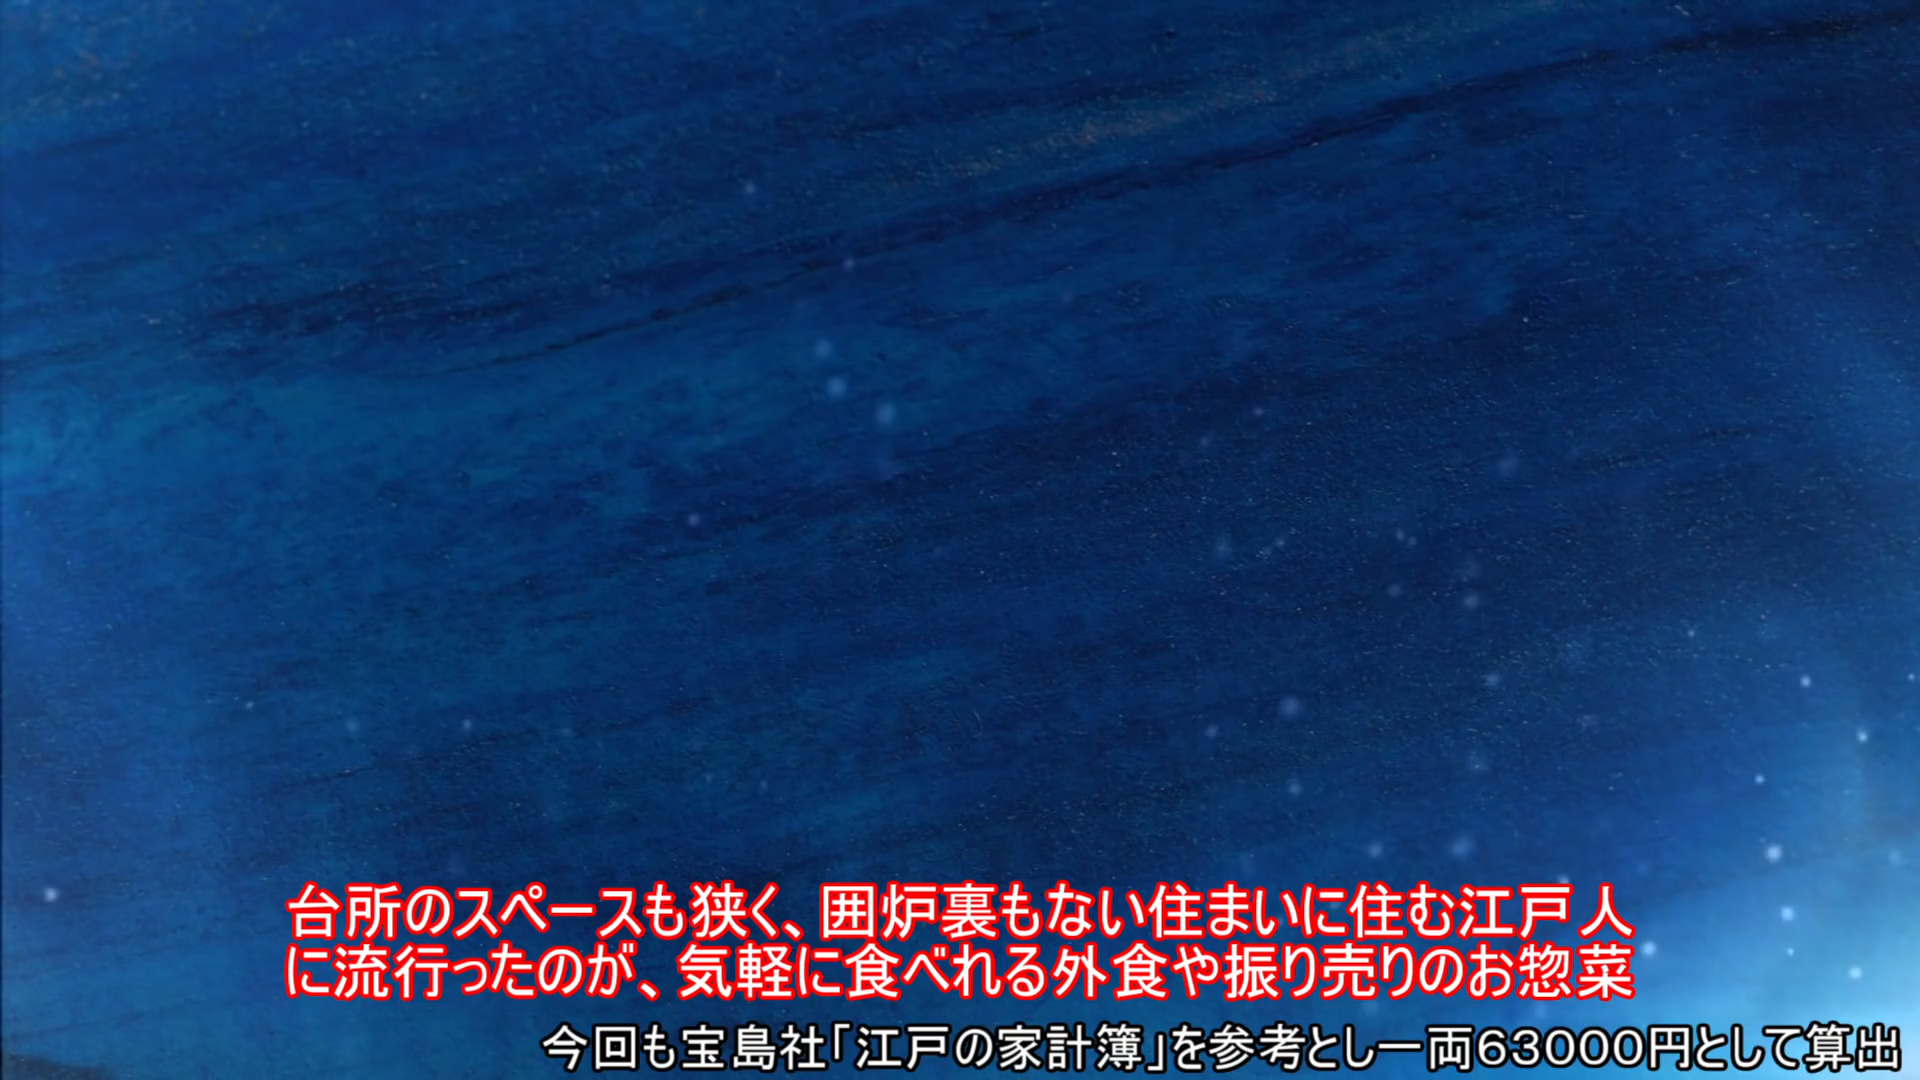 台所のスペースも狭く、囲炉裏もない住まいに住む江戸人
に流行ったのが、気軽に食べれる外食や振り売りのお惣菜
今回も宝島社「江戸の家計簿」を参考とし一両63000円として算出